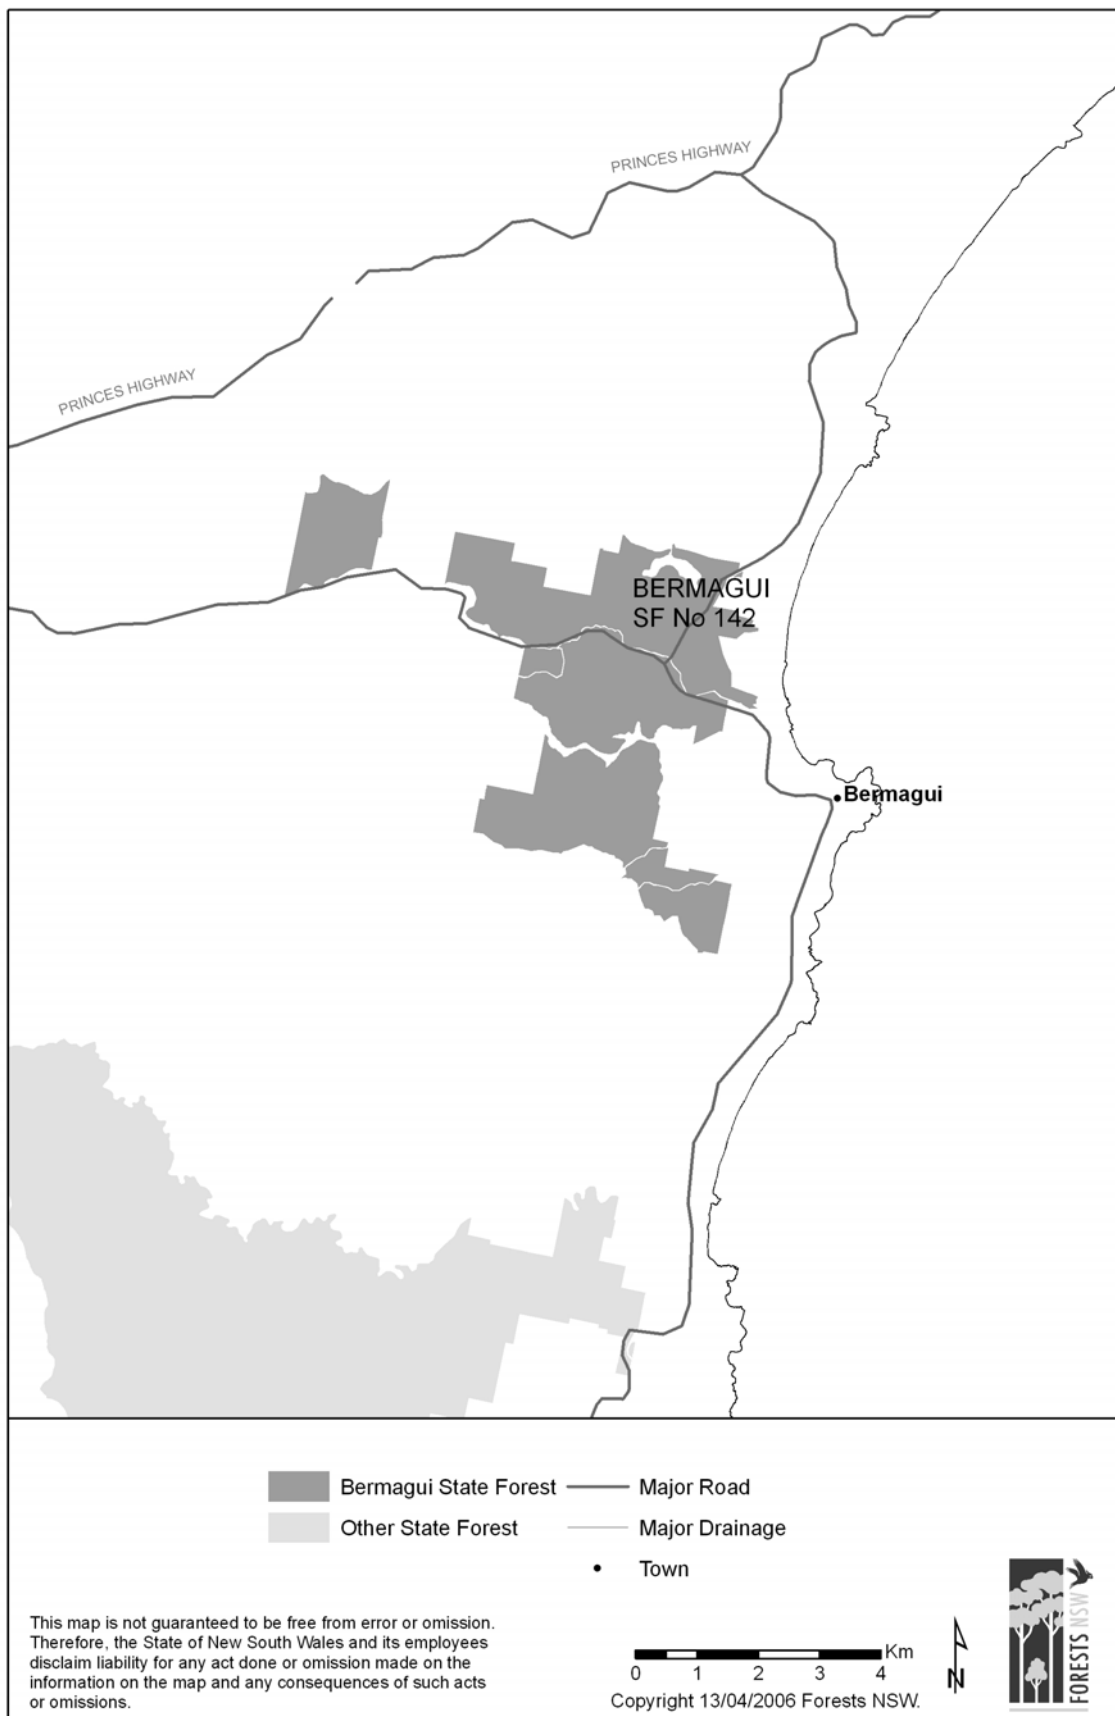 PRINCES HIGHWAY
PRINCES HIGHWAY
BERMAGUI
SF No 142
Bermagui
Bermagui State Forest
Major Road
Other State Forest
Major Drainage
Town
This map is not guaranteed to be free from error or omission.
Therefore, the State of New South Wales and its employees
disclaim liability for any act done or omission made on the
information on the map and any consequences of such acts
or omissions.
Km
0 1 2 3 4
Copyright 13/04/2006 Forests NSW.
N
FORESTS NSW